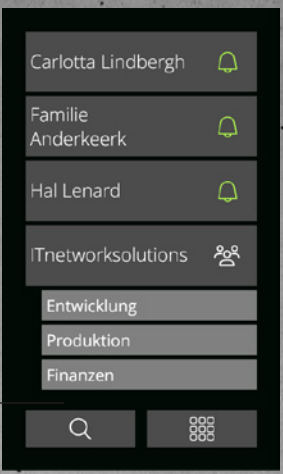 Carlotta Lindbergh
Familie
Anderkeerk
Hal Lenard
ITnetworksolutions
Entwicklung
Produktion
Finanzen